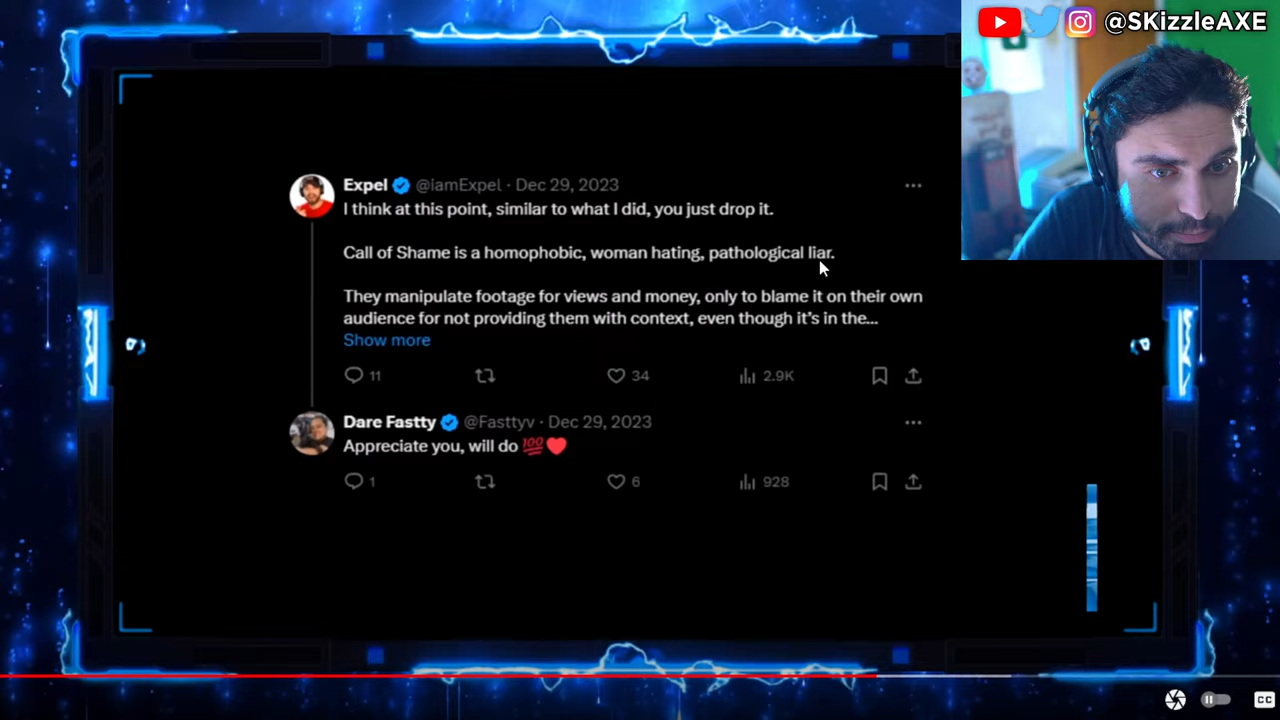 @SKizzleAXE
Expel @iamExpel · Dec 29, 2023
I think at this point, similar to what I did, you just drop it.
Call of Shame is a homophobic, woman hating, pathological liar.
They manipulate footage for views and money, only to blame it on their own
audience for not providing them with context, even though it's in the...
Show more
11 34 2.9K
Dare Fastty @Fasttyv · Dec 29, 2023
Appreciate you, will do 💯❤️
1 6 928
CC